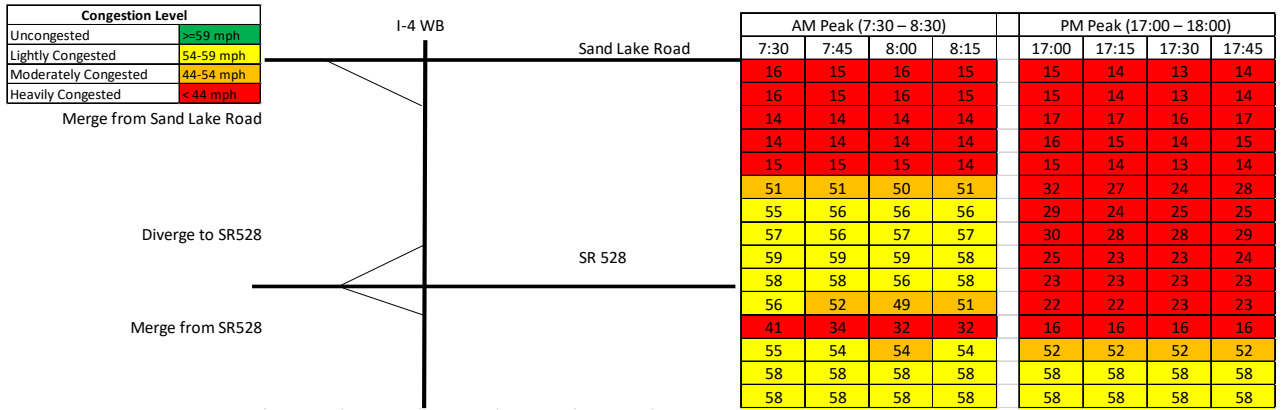 Congestion Level
Uncongested >=59 mph
Lightly Congested 54-59 mph
Moderately Congested 44-54 mph
Heavily Congested < 44 mph
I-4 WB
Sand Lake Road
Merge from Sand Lake Road
Diverge to SR528
SR 528
Merge from SR528
AM Peak (7:30 – 8:30) PM Peak (17:00 – 18:00)
7:30 7:45 8:00 8:15 17:00 17:15 17:30 17:45
16 15 16 15 15 14 13 14
16 15 16 15 15 14 13 14
14 14 14 14 17 17 16 17
14 14 14 14 16 15 14 15
15 15 15 14 15 14 13 14
51 51 50 51 32 27 24 28
55 56 56 56 29 24 25 25
57 56 57 57 30 28 28 29
59 59 59 58 25 23 23 24
58 58 56 58 23 23 23 23
56 52 49 51 22 22 23 23
41 34 32 32 16 16 16 16
55 54 54 54 52 52 52 52
58 58 58 58 58 58 58 58
58 58 58 58 58 58 58 58